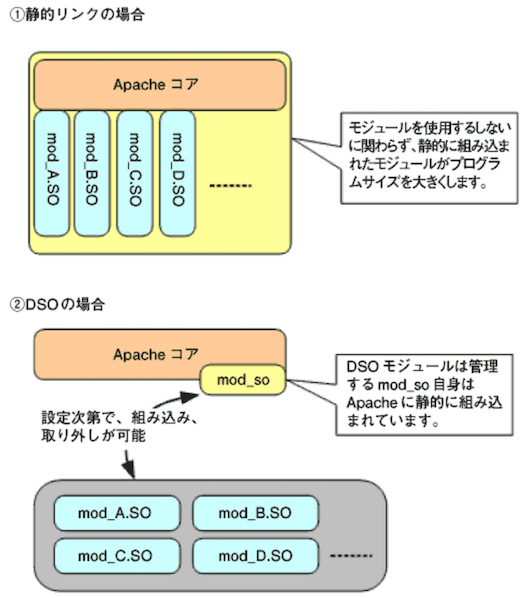 ①静的リンクの場合
Apache コア
mod_A.SO
mod_B.SO
mod_C.SO
mod_D.SO
モジュールを使用するしない
に関わらず、静的に組み込ま
れたモジュールがプログラ
ムサイズを大きくします。
②DSOの場合
Apache コア
mod_so
DSO モジュールは管理
する mod_so 自身は
Apache に静的に組み込
まれています。
設定次第で、組み込み、
取り外しが可能
mod_A.SO
mod_B.SO
mod_C.SO
mod_D.SO